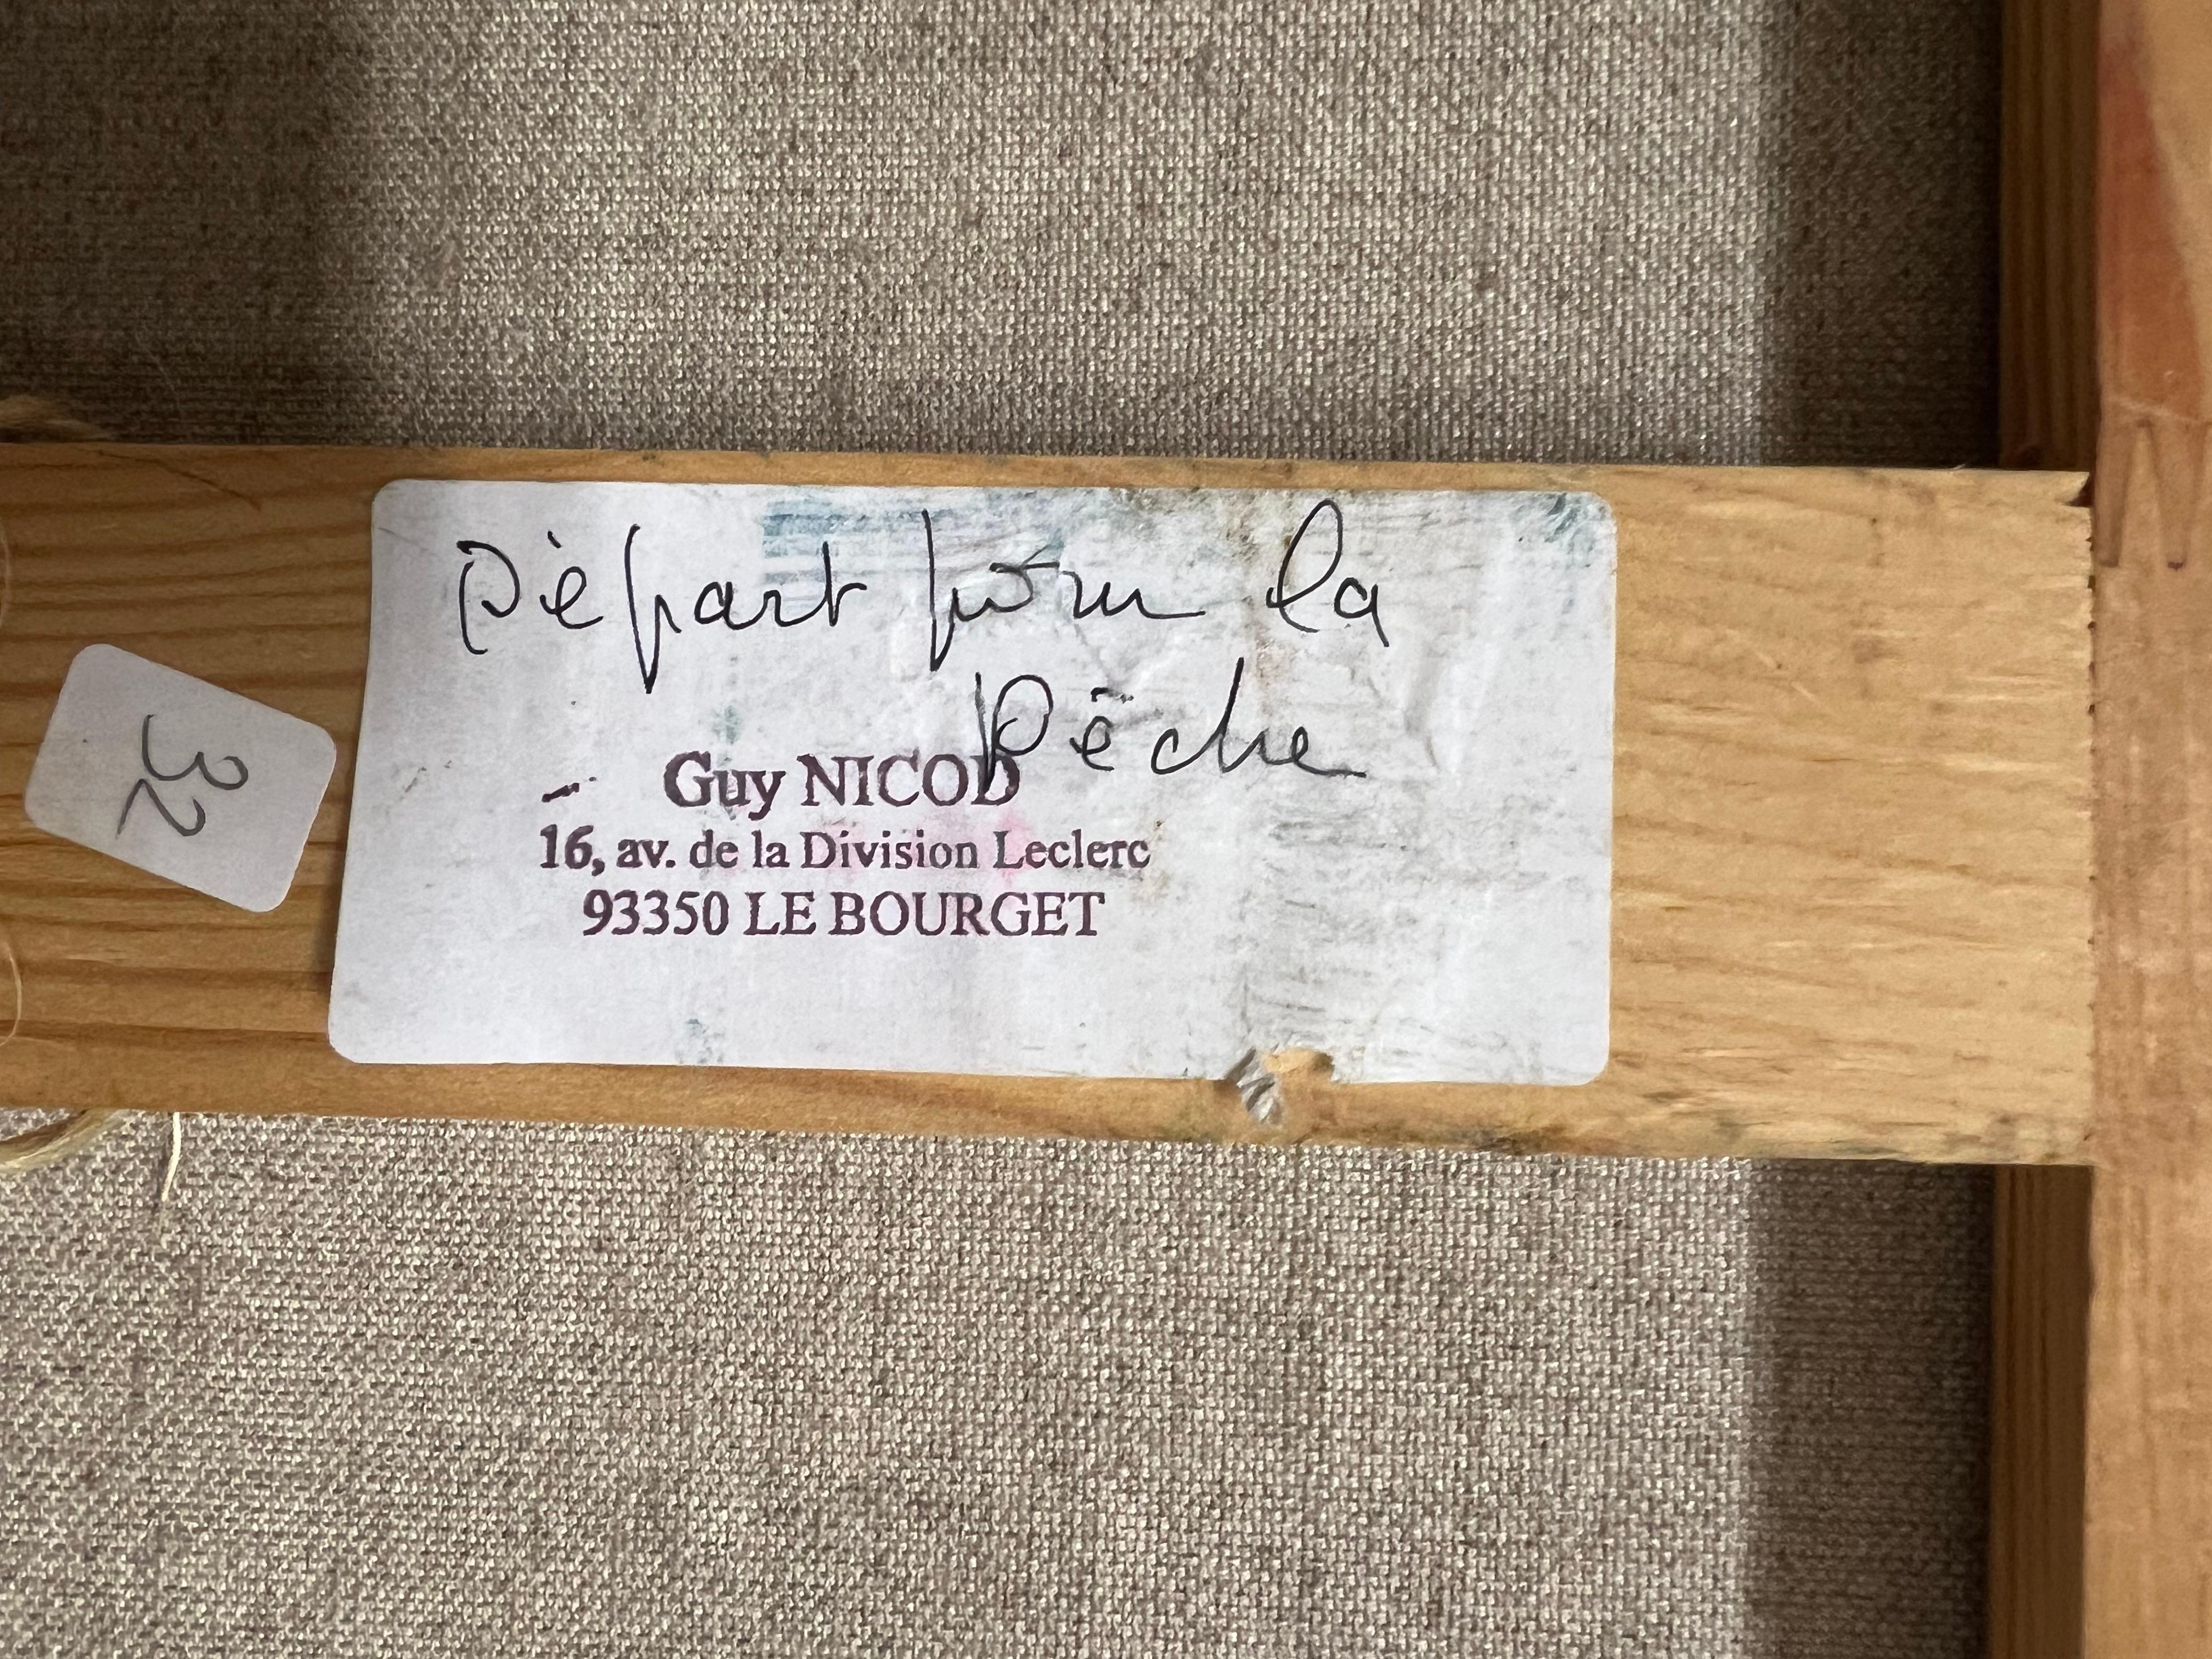 Départ pour la
Pêche
Guy NICOD
16, av. de la Division Leclerc
93350 LE BOURGET
32